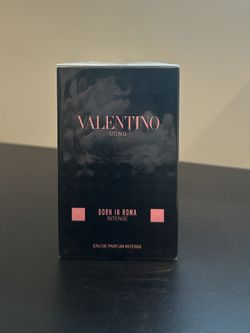 VALENTINO
UOMO
BORN IN ROMA
INTENSE
EAU DE PARFUM INTENSE